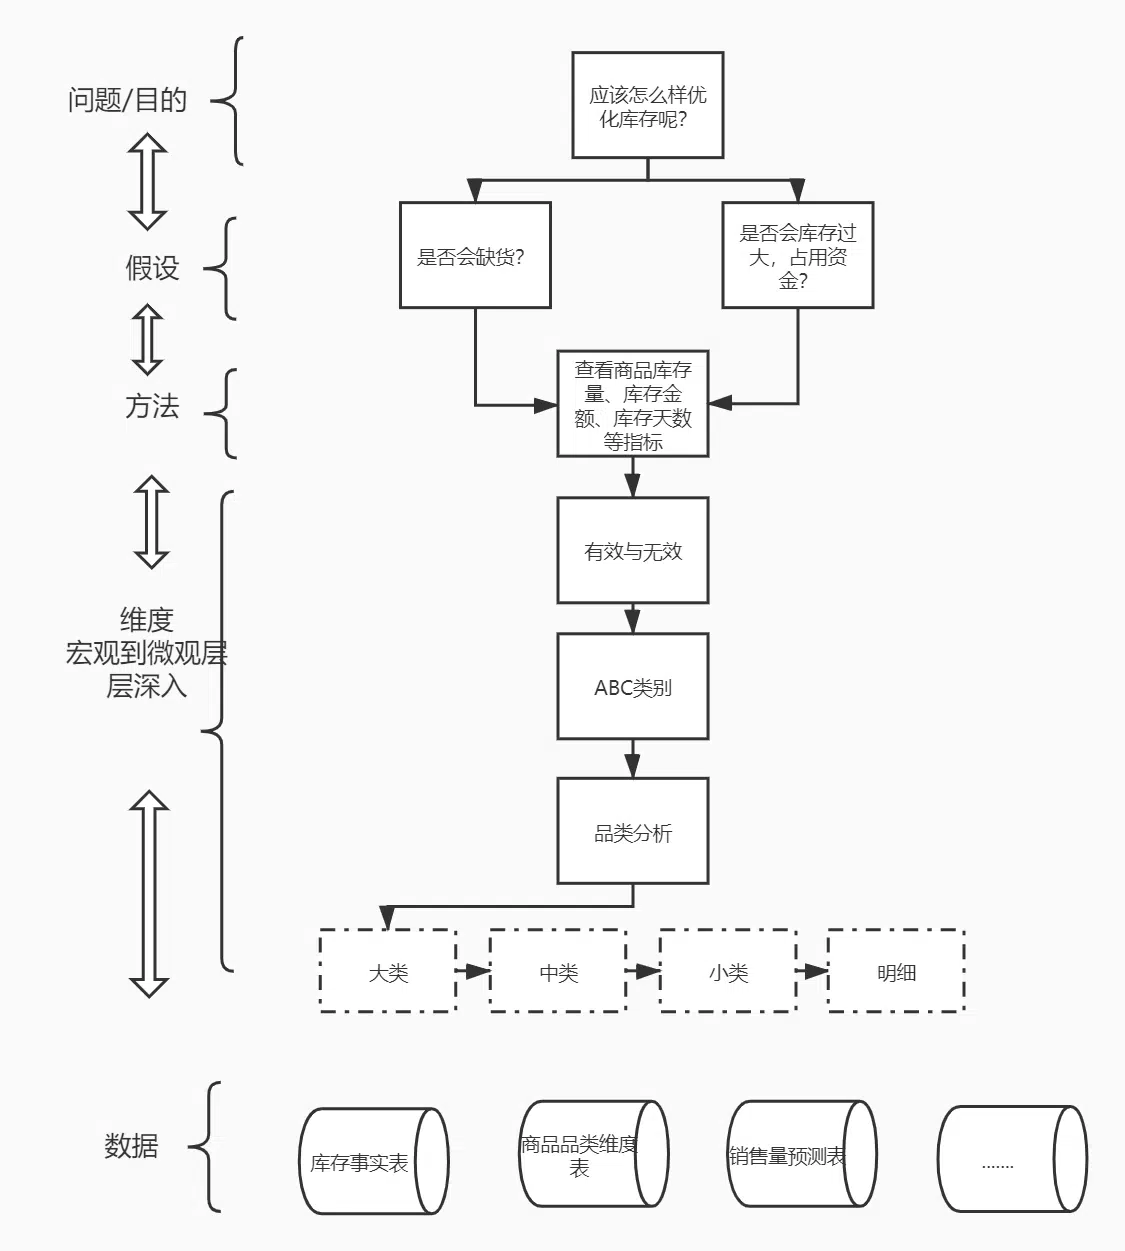 问题/目的
应该怎么样优
化库存呢？
假设
是否会缺货？
是否会库存过
大，占用资
金？
方法
查看商品库存
量、库存金
额、库存天数
等指标
维度
宏观到微观层
层深入
有效与无效
ABC类别
品类分析
大类
中类
小类
明细
数据
库存事实表
商品品类维度
表
销售量预测表
.......